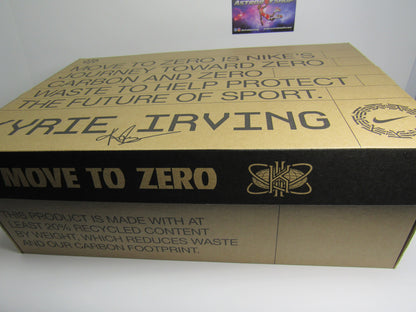 MOVE TO ZERO IS NIKE'S
JOURNEY TOWARD ZERO
CARBON AND ZERO
WASTE TO HELP PROTECT
THE FUTURE OF SPORT.
KYRIE IRVING
MOVE TO ZERO
THIS PRODUCT IS MADE WITH AT
LEAST 20% RECYCLED CONTENT
BY WEIGHT, WHICH REDUCES WASTE
AND OUR CARBON FOOTPRINT.